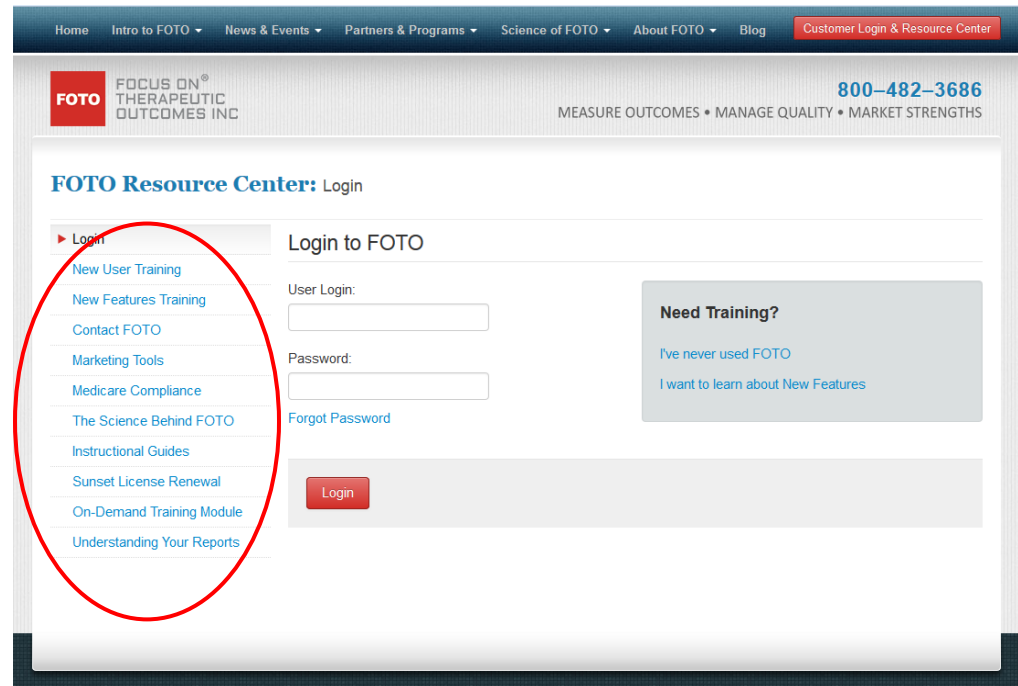 Home Intro to FOTO News & Events Partners & Programs Science of FOTO About FOTO Blog Customer Login & Resource Center
FOTO
FOCUS ON®
THERAPEUTIC
OUTCOMES INC
800–482–3686
MEASURE OUTCOMES • MANAGE QUALITY • MARKET STRENGTHS
FOTO Resource Center: Login
Login
New User Training
New Features Training
Contact FOTO
Marketing Tools
Medicare Compliance
The Science Behind FOTO
Instructional Guides
Sunset License Renewal
On-Demand Training Module
Understanding Your Reports
Login to FOTO
User Login:
Password:
Forgot Password
Login
Need Training?
I've never used FOTO
I want to learn about New Features